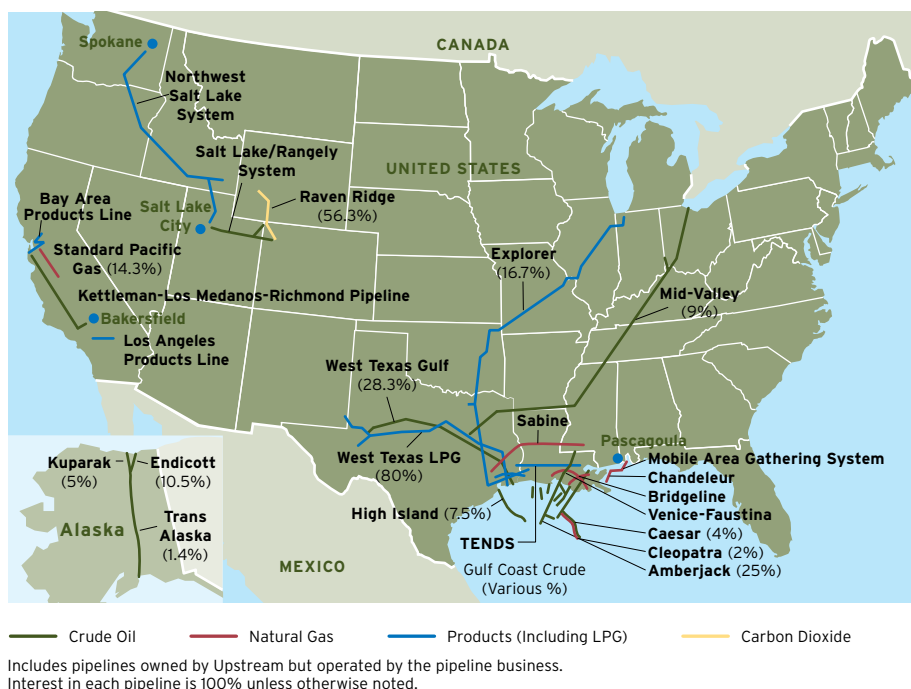 CANADA
Spokane
Northwest
Salt Lake
System
Salt Lake/Rangely
System
UNITED STATES
Raven Ridge
(56.3%)
Bay Area
Products Line
Salt Lake
City
Standard Pacific
Gas (14.3%)
Explorer
(16.7%)
Kettleman-Los Medanos-Richmond Pipeline
Mid-Valley
(9%)
Bakersfield
Los Angeles
Products Line
West Texas Gulf
(28.3%)
Sabine
Pascagoula
West Texas LPG
(80%)
Mobile Area Gathering System
Chandeleur
Bridgeline
Venice-Faustina
Caesar (4%)
Cleopatra (2%)
Amberjack (25%)
High Island (7.5%)
TENDS
Gulf Coast Crude
(Various %)
MEXICO
Kuparak
(5%)
Endicott
(10.5%)
Alaska
Trans
Alaska
(1.4%)
Crude Oil
Natural Gas
Products (Including LPG)
Carbon Dioxide
Includes pipelines owned by Upstream but operated by the pipeline business.
Interest in each pipeline is 100% unless otherwise noted.